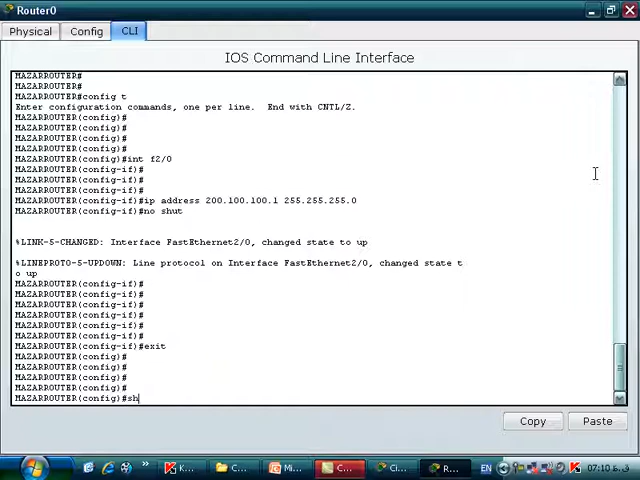 Router0
Physical Config CLI
IOS Command Line Interface
MAZARROUTER#
MAZARROUTER#
MAZARROUTER#config t
Enter configuration commands, one per line.  End with CNTL/Z.
MAZARROUTER(config)#
MAZARROUTER(config)#
MAZARROUTER(config)#
MAZARROUTER(config)#
MAZARROUTER(config)#int f2/0
MAZARROUTER(config-if)#
MAZARROUTER(config-if)#
MAZARROUTER(config-if)#
MAZARROUTER(config-if)#ip address 200.100.100.1 255.255.255.0
MAZARROUTER(config-if)#no shut
%LINK-5-CHANGED: Interface FastEthernet2/0, changed state to up
%LINEPROTO-5-UPDOWN: Line protocol on Interface FastEthernet2/0, changed state t
o up
MAZARROUTER(config-if)#
MAZARROUTER(config-if)#
MAZARROUTER(config-if)#
MAZARROUTER(config-if)#
MAZARROUTER(config-if)#
MAZARROUTER(config-if)#
MAZARROUTER(config-if)#exit
MAZARROUTER(config)#
MAZARROUTER(config)#
MAZARROUTER(config)#
MAZARROUTER(config)#
MAZARROUTER(config)#sh
Copy Paste
K... C... Mi... C... Ci... R... EN 07:10 ق.ظ